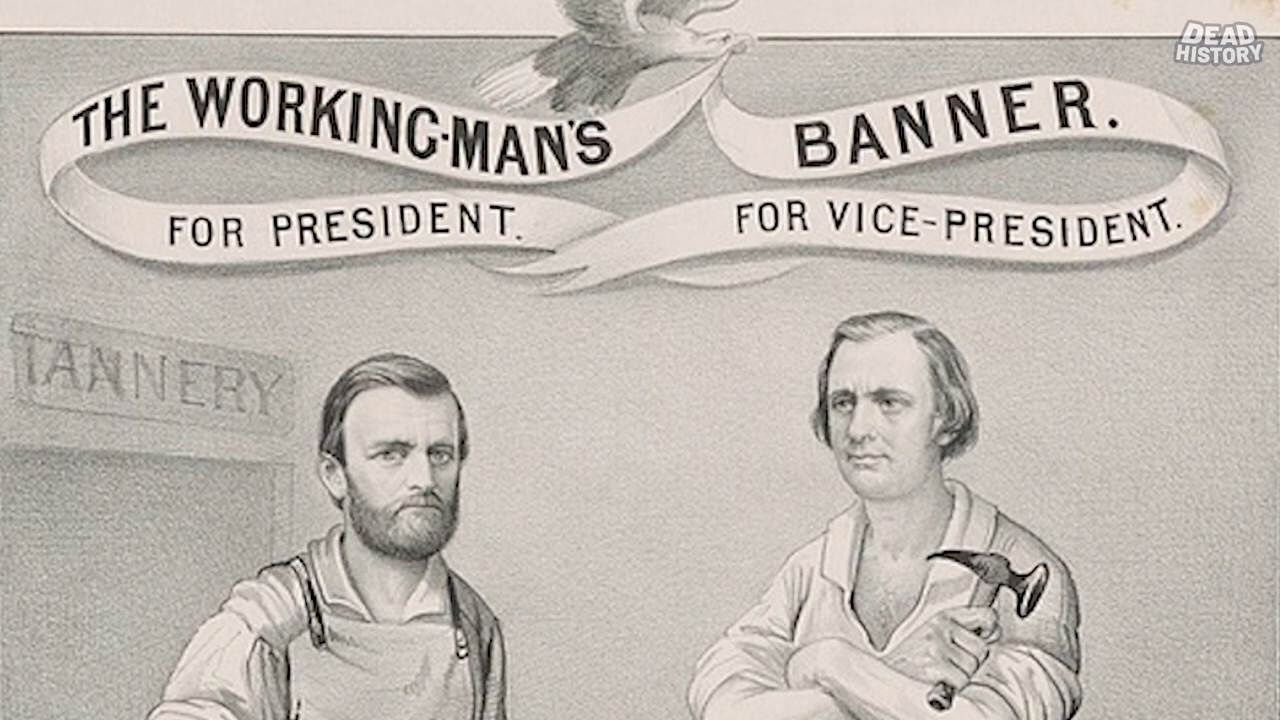 DEAD
HISTORY
THE WORKING-MAN'S
BANNER.
FOR PRESIDENT.
FOR VICE-PRESIDENT.
TANNERY